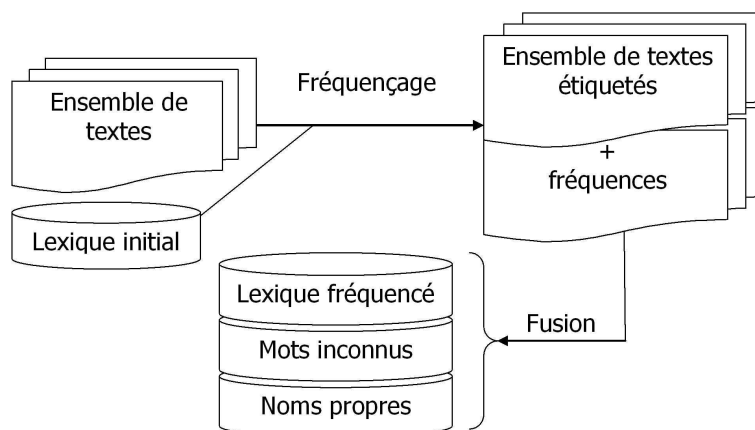 Ensemble de
textes
Lexique initial
Fréquençage
Ensemble de textes
étiquetés
+
fréquences
Fusion
Lexique fréquencé
Mots inconnus
Noms propres